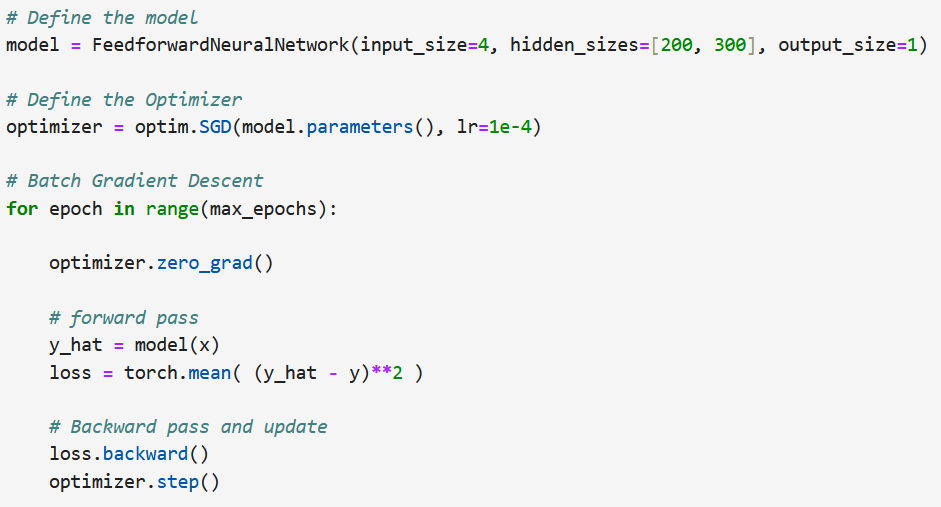 # Define the model
model = FeedforwardNeuralNetwork(input_size=4, hidden_sizes=[200, 300], output_size=1)
# Define the Optimizer
optimizer = optim.SGD(model.parameters(), lr=1e-4)
# Batch Gradient Descent
for epoch in range(max_epochs):
    optimizer.zero_grad()
    # forward pass
    y_hat = model(x)
    loss = torch.mean( (y_hat - y)**2 )
    # Backward pass and update
    loss.backward()
    optimizer.step()